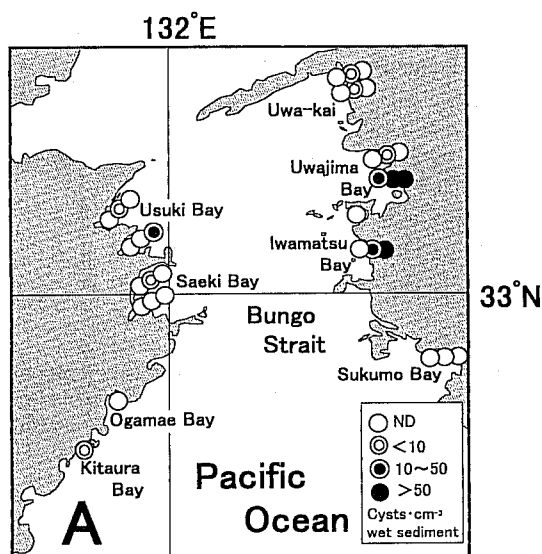 132°E
Uwa-kai
Uwajima
Bay
Usuki Bay
Iwamatsu
Bay
Saeki Bay
33°N
Bungo
Strait
Sukumo Bay
Ogamae Bay
Kitaura
Bay
Pacific
Ocean
A
ND
<10
10~50
>50
Cysts·cm⁻³
wet sediment